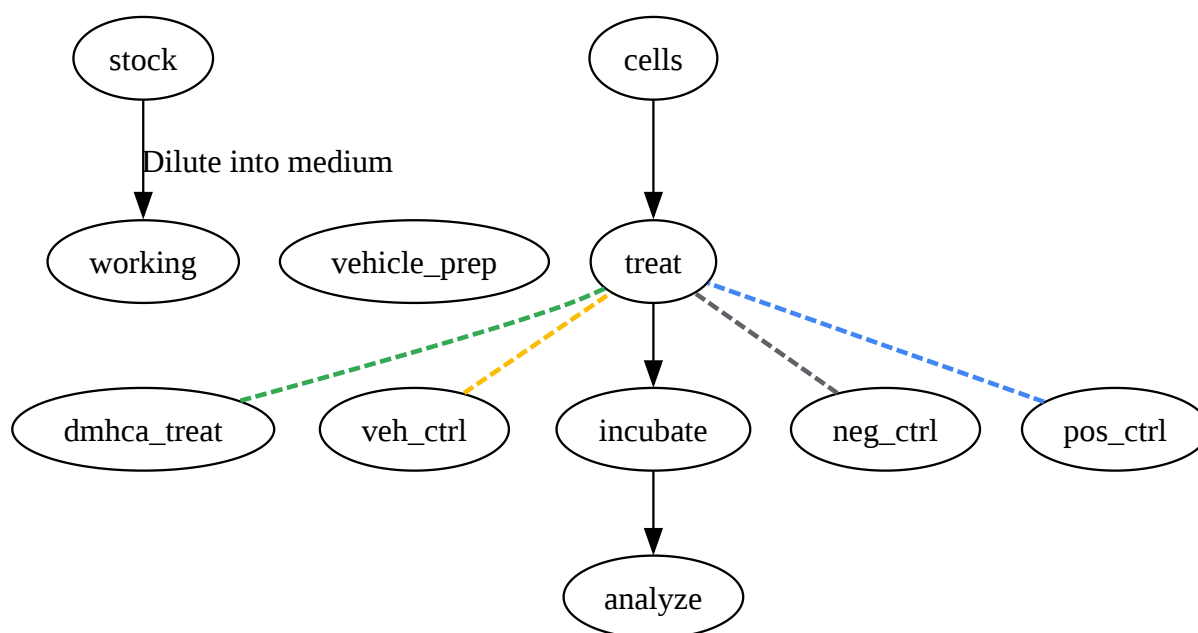 stock
cells
Dilute into medium
working
vehicle_prep
treat
dmhca_treat
veh_ctrl
incubate
neg_ctrl
pos_ctrl
analyze